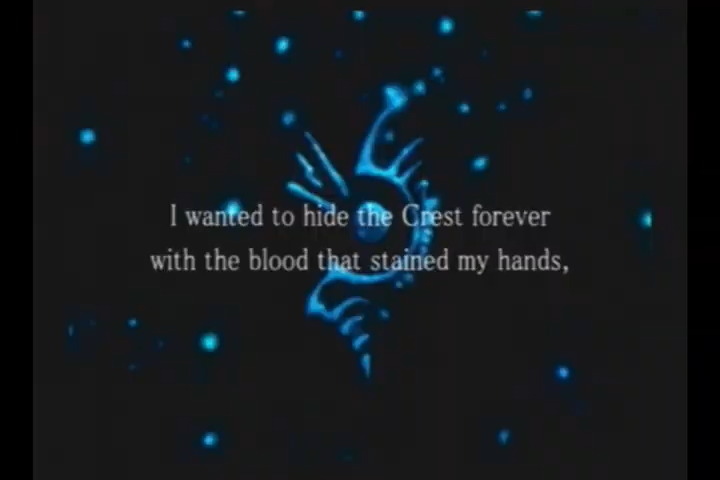 I wanted to hide the Crest forever
with the blood that stained my hands,